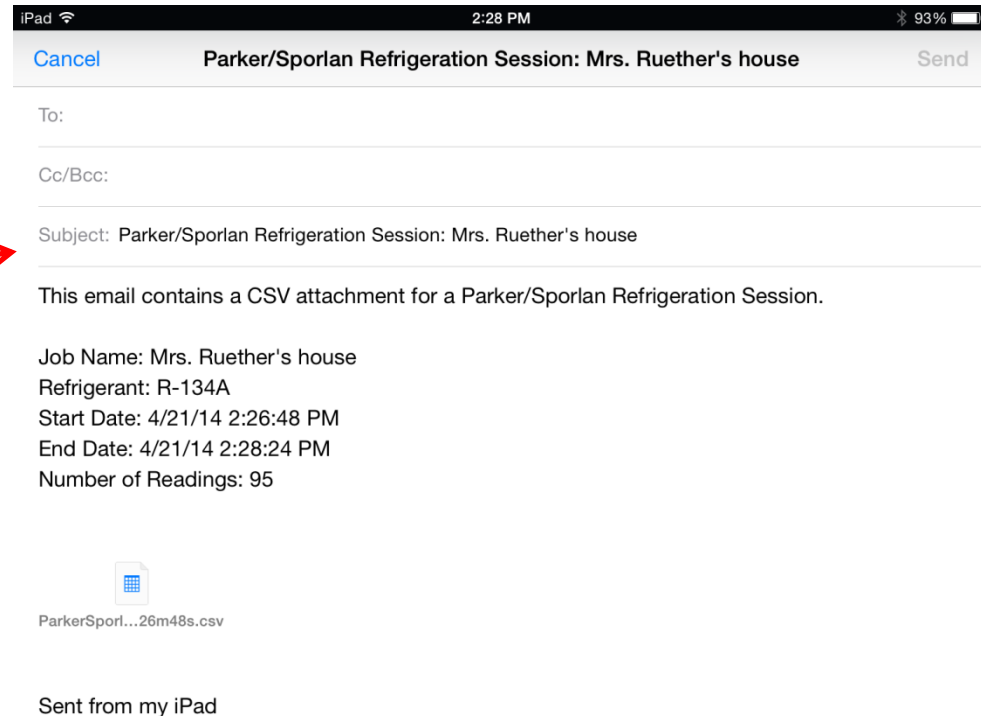 iPad 2:28 PM 93%
Cancel Parker/Sporlan Refrigeration Session: Mrs. Ruether's house Send
To:
Cc/Bcc:
Subject: Parker/Sporlan Refrigeration Session: Mrs. Ruether's house
This email contains a CSV attachment for a Parker/Sporlan Refrigeration Session.
Job Name: Mrs. Ruether's house
Refrigerant: R-134A
Start Date: 4/21/14 2:26:48 PM
End Date: 4/21/14 2:28:24 PM
Number of Readings: 95
ParkerSporl...26m48s.csv
Sent from my iPad